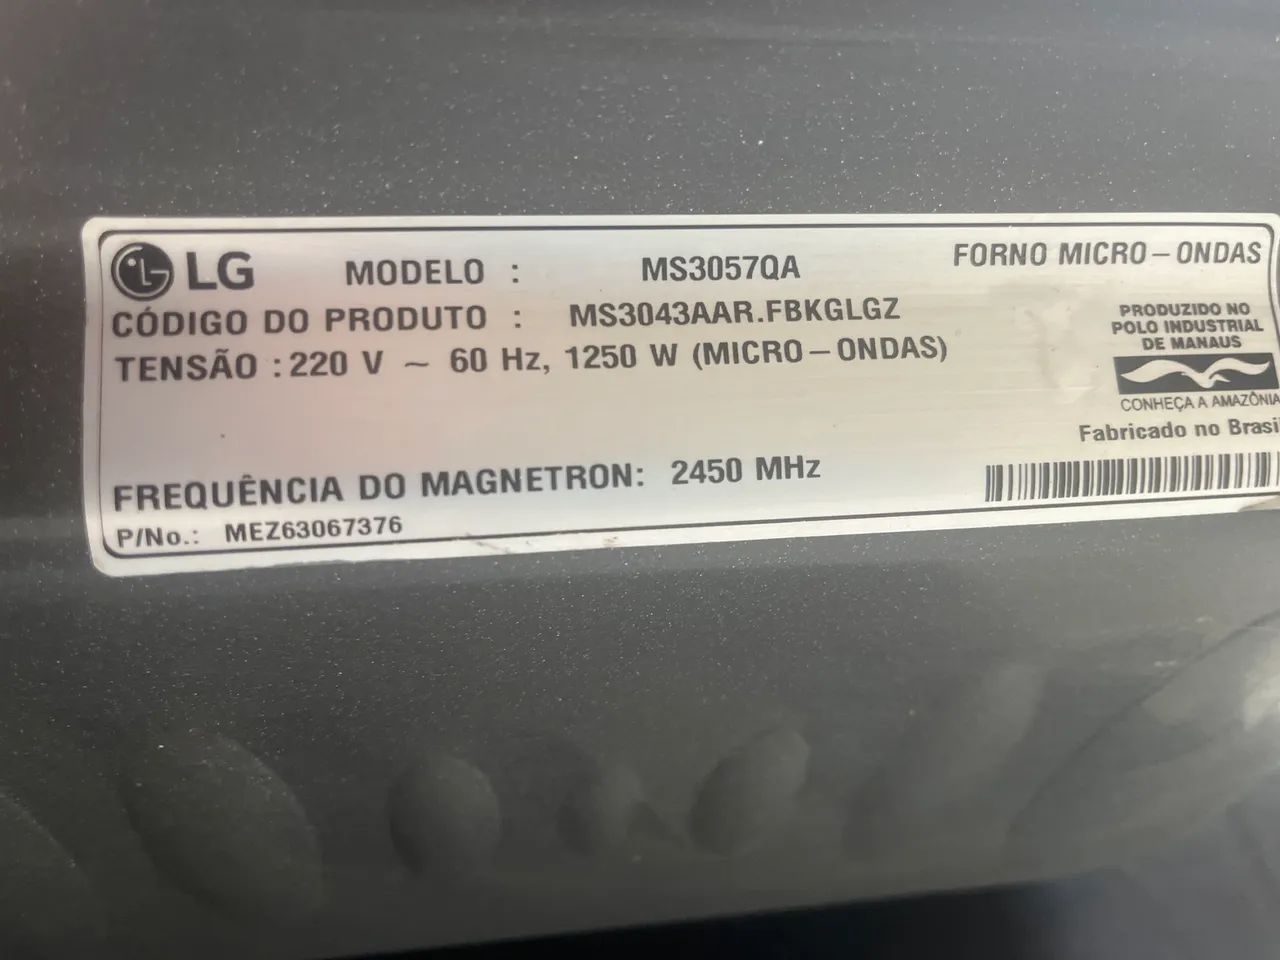 LG MODELO : MS3057QA FORNO MICRO-ONDAS
CÓDIGO DO PRODUTO : MS3043AAR.FBKGLGZ
TENSÃO : 220 V ~ 60 Hz, 1250 W (MICRO-ONDAS)
PRODUZIDO NO
POLO INDUSTRIAL
DE MANAUS
CONHEÇA A AMAZÔNIA
Fabricado no Brasil
FREQUÊNCIA DO MAGNETRON: 2450 MHz
P/No.: MEZ63067376